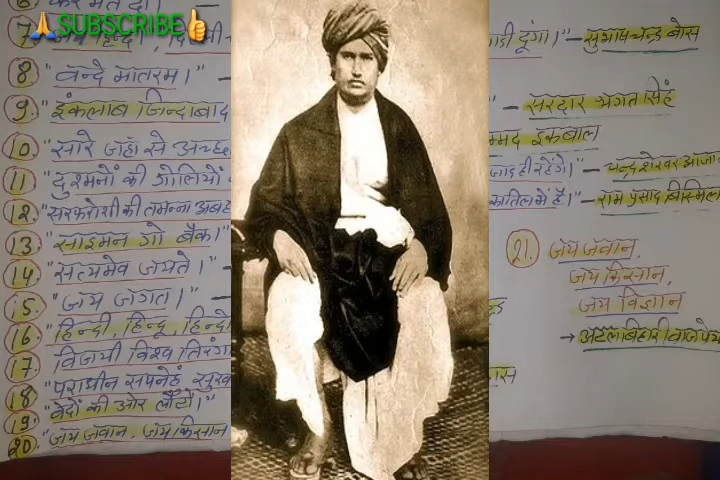 SUBSCRIBE
8. "वन्दे मातरम।" -
9. "इंकलाब जिन्दाबाद
10 "सारे जहाँ से अच्छ
11 "दुश्मनों की गोलियों
12. "सरफरोशी की तमन्ना अब
13 "साइमन गो बैक।"
14 "सत्यमेव जयते।" -
15 "जय जगत।" -
16 "हिन्दी, हिन्दू, हिन्दो
17. विजयी विश्व तिरंगा
18 "पराधीन सपनेहुं सुख
19. "वेदों की ओर लौटो।"
20. "जय जवान, जय किसान
दूंगा।" - सुभाषचन्द्र बोस
" - सरदार भगत सिंह
म्मद इकबाल
जाद ही रहेंगे।" - चन्द्रशेखर आजा
कातिल में है।" - राम प्रसाद बिस्मिल
21. जय जवान,
जय किसान,
जय विज्ञान
→ अटल बिहारी वाजपे